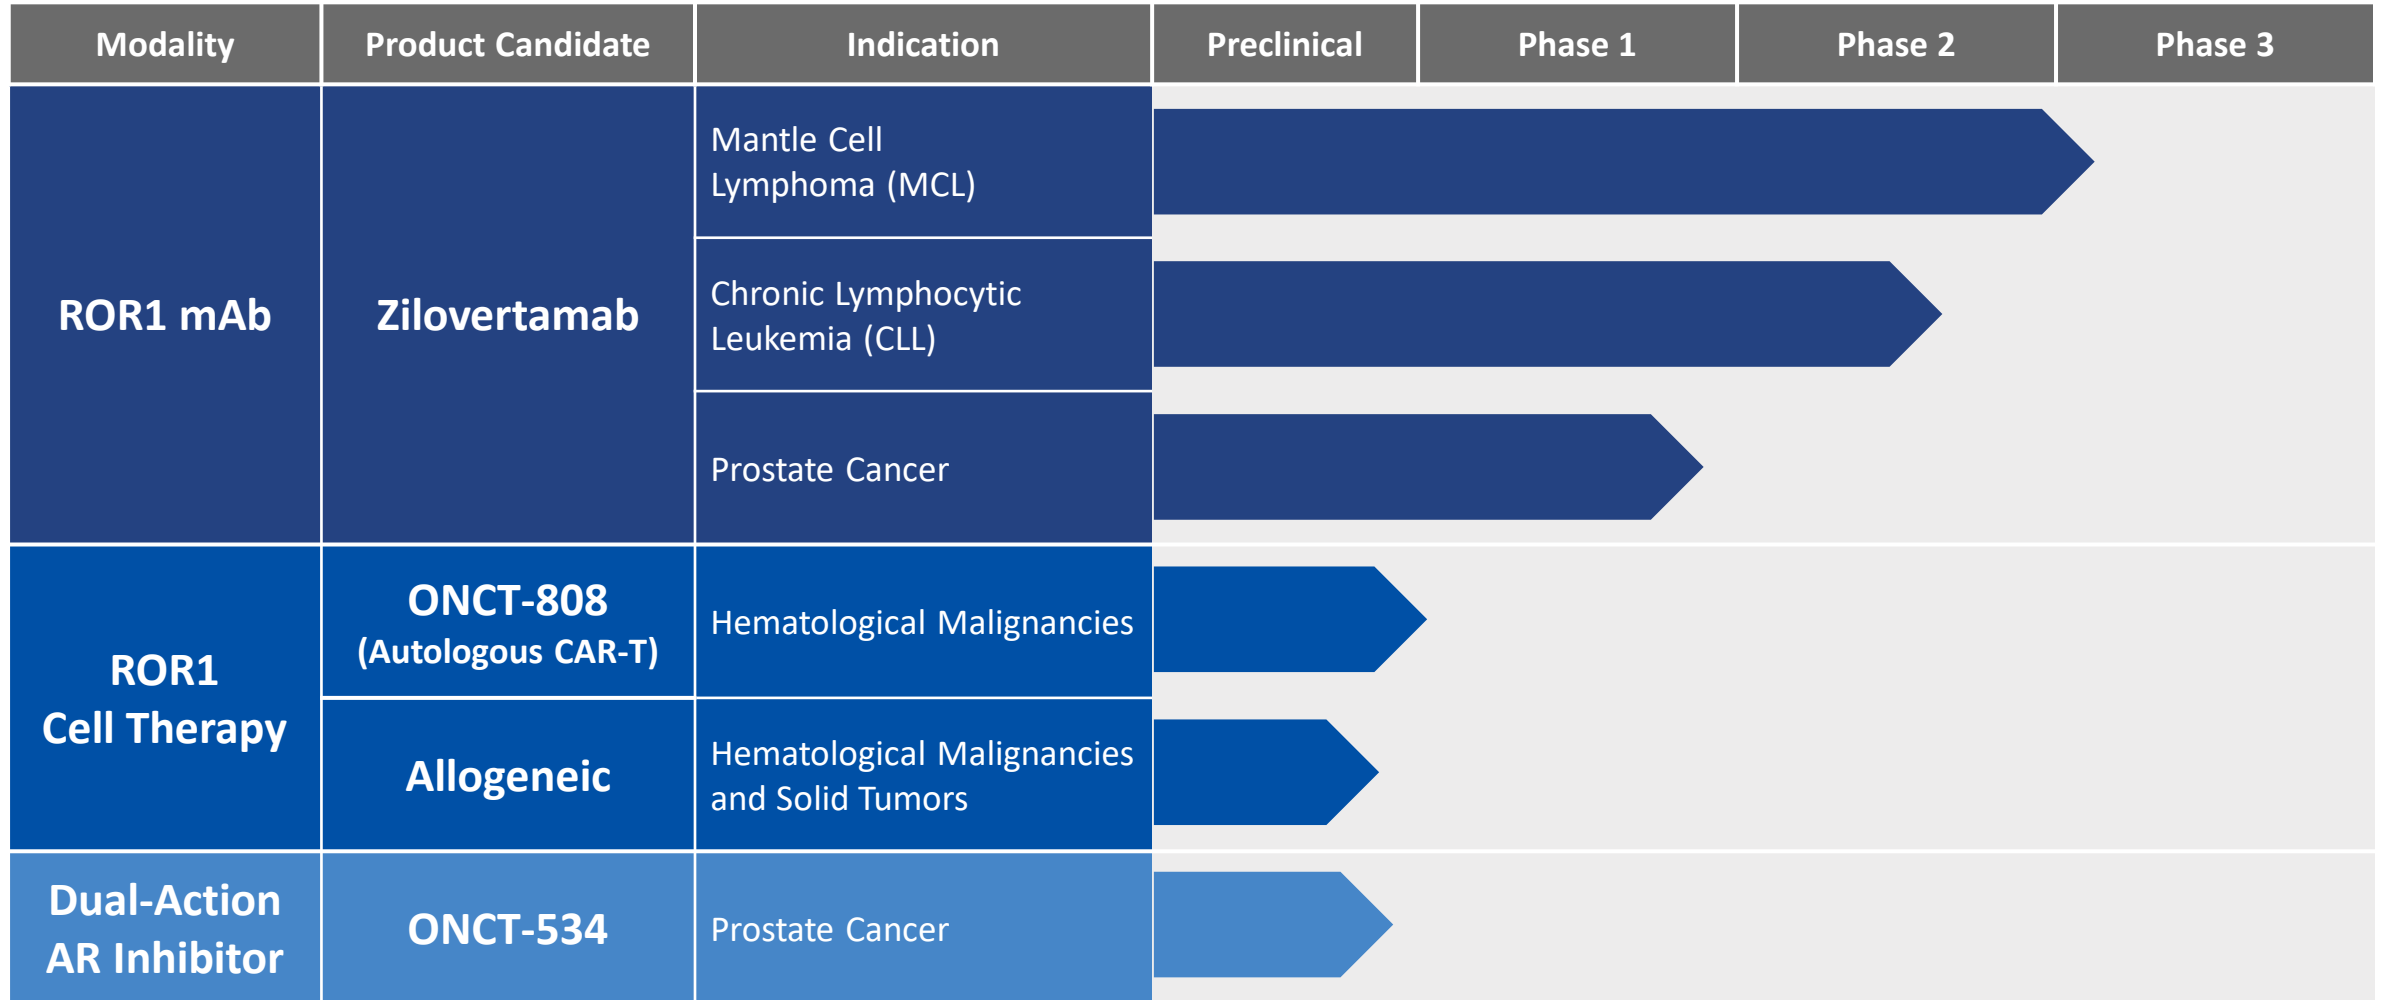 Modality Product Candidate Indication Preclinical Phase 1 Phase 2 Phase 3
ROR1 mAb
Zilovertamab
Mantle Cell
Lymphoma (MCL)
Chronic Lymphocytic
Leukemia (CLL)
Prostate Cancer
ROR1
Cell Therapy
ONCT-808
(Autologous CAR-T)
Hematological Malignancies
Allogeneic
Hematological Malignancies
and Solid Tumors
Dual-Action
AR Inhibitor
ONCT-534
Prostate Cancer